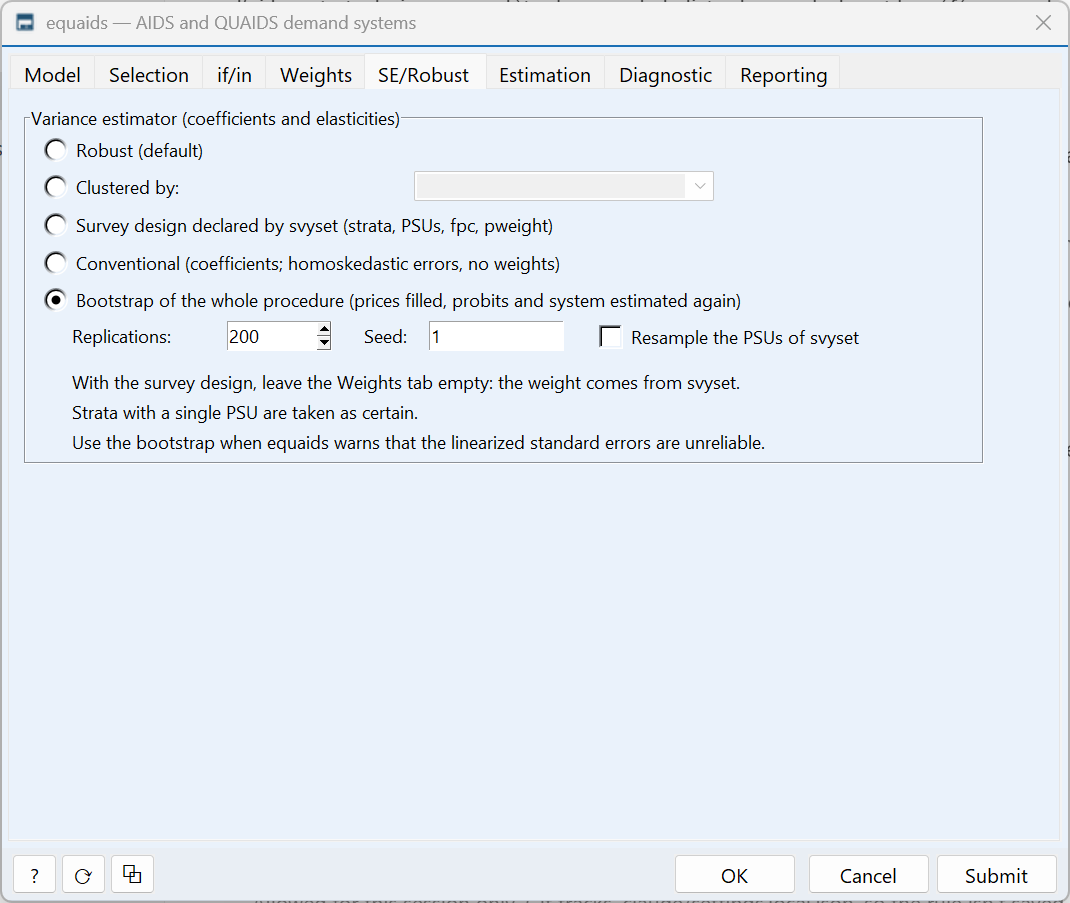 equaids — AIDS and QUAIDS demand systems
Model Selection if/in Weights SE/Robust Estimation Diagnostic Reporting
Variance estimator (coefficients and elasticities)
Robust (default)
Clustered by:
Survey design declared by svyset (strata, PSUs, fpc, pweight)
Conventional (coefficients; homoskedastic errors, no weights)
Bootstrap of the whole procedure (prices filled, probits and system estimated again)
Replications: 200 Seed: 1 Resample the PSUs of svyset
With the survey design, leave the Weights tab empty: the weight comes from svyset.
Strata with a single PSU are taken as certain.
Use the bootstrap when equaids warns that the linearized standard errors are unreliable.
? OK Cancel Submit